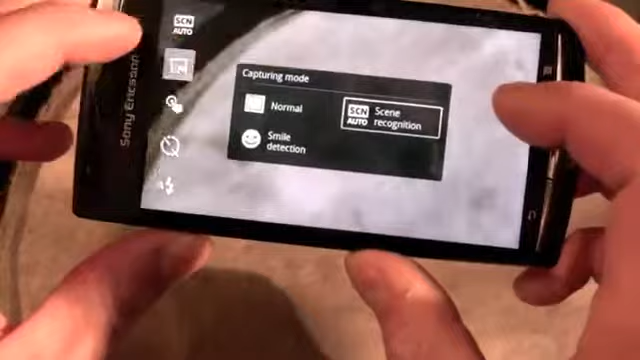 SCN
AUTO
Sony Ericsson
Capturing mode
Normal
SCN
AUTO
Scene
recognition
Smile
detection